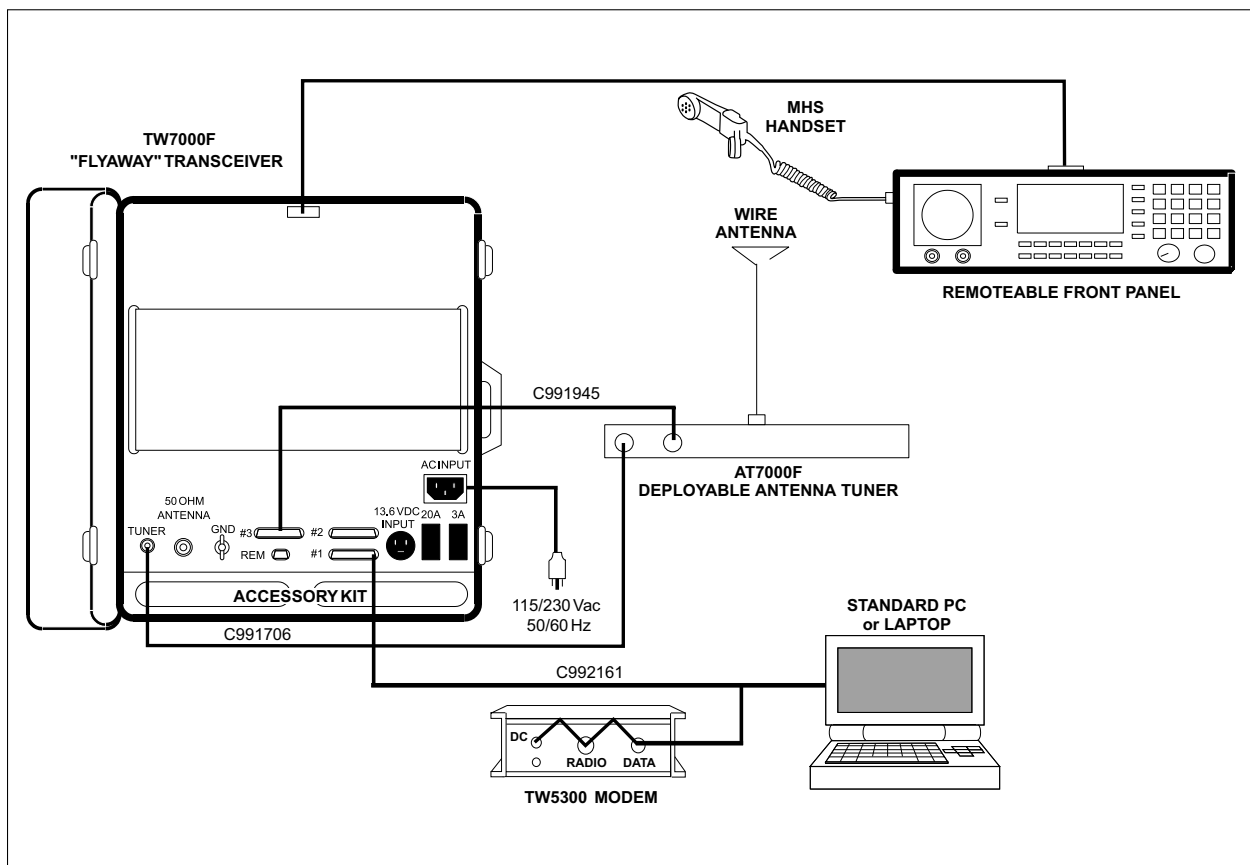 TW7000F
"FLYAWAY" TRANSCEIVER
MHS
HANDSET
WIRE
ANTENNA
REMOTEABLE FRONT PANEL
C991945
AT7000F
DEPLOYABLE ANTENNA TUNER
AC INPUT
50 OHM
ANTENNA
TUNER
GND
#3
#2
13.6 VDC
INPUT
20A
3A
REM
#1
ACCESSORY KIT
115/230 Vac
50/60 Hz
C991706
STANDARD PC
or LAPTOP
C992161
DC
RADIO
DATA
TW5300 MODEM